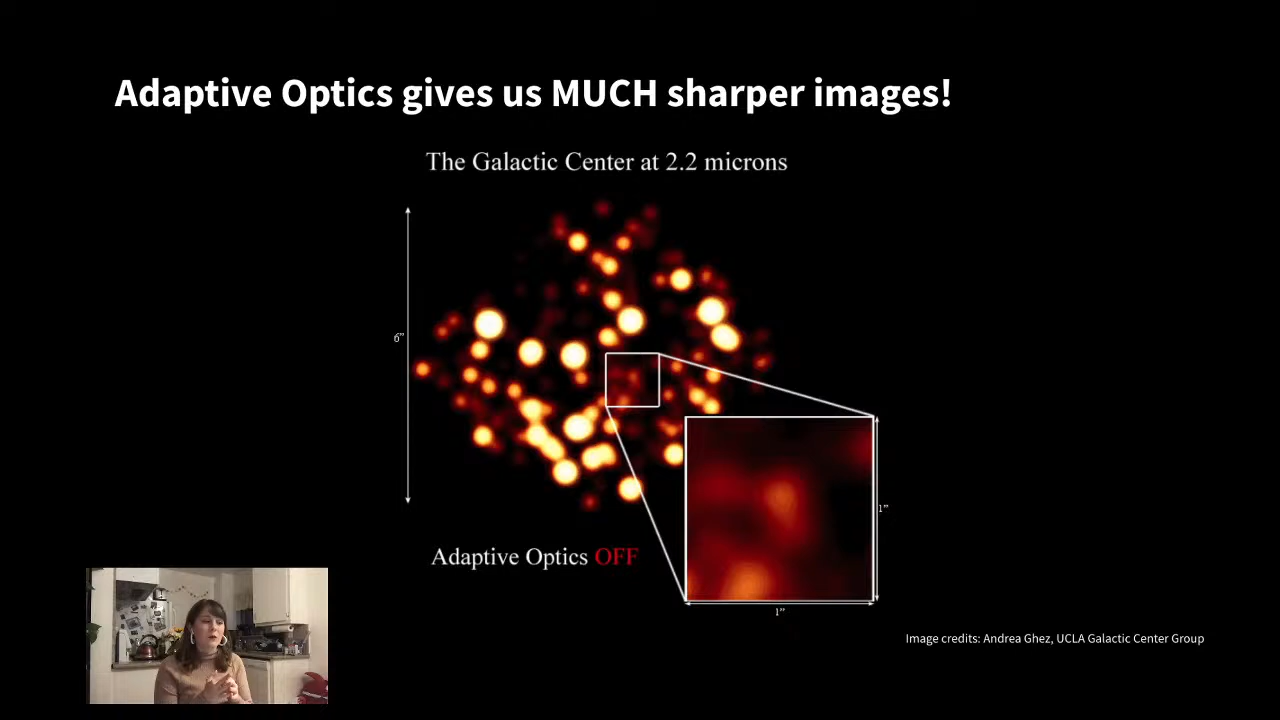 Adaptive Optics gives us MUCH sharper images!
The Galactic Center at 2.2 microns
6”
1”
Adaptive Optics OFF
1”
Image credits: Andrea Ghez, UCLA Galactic Center Group